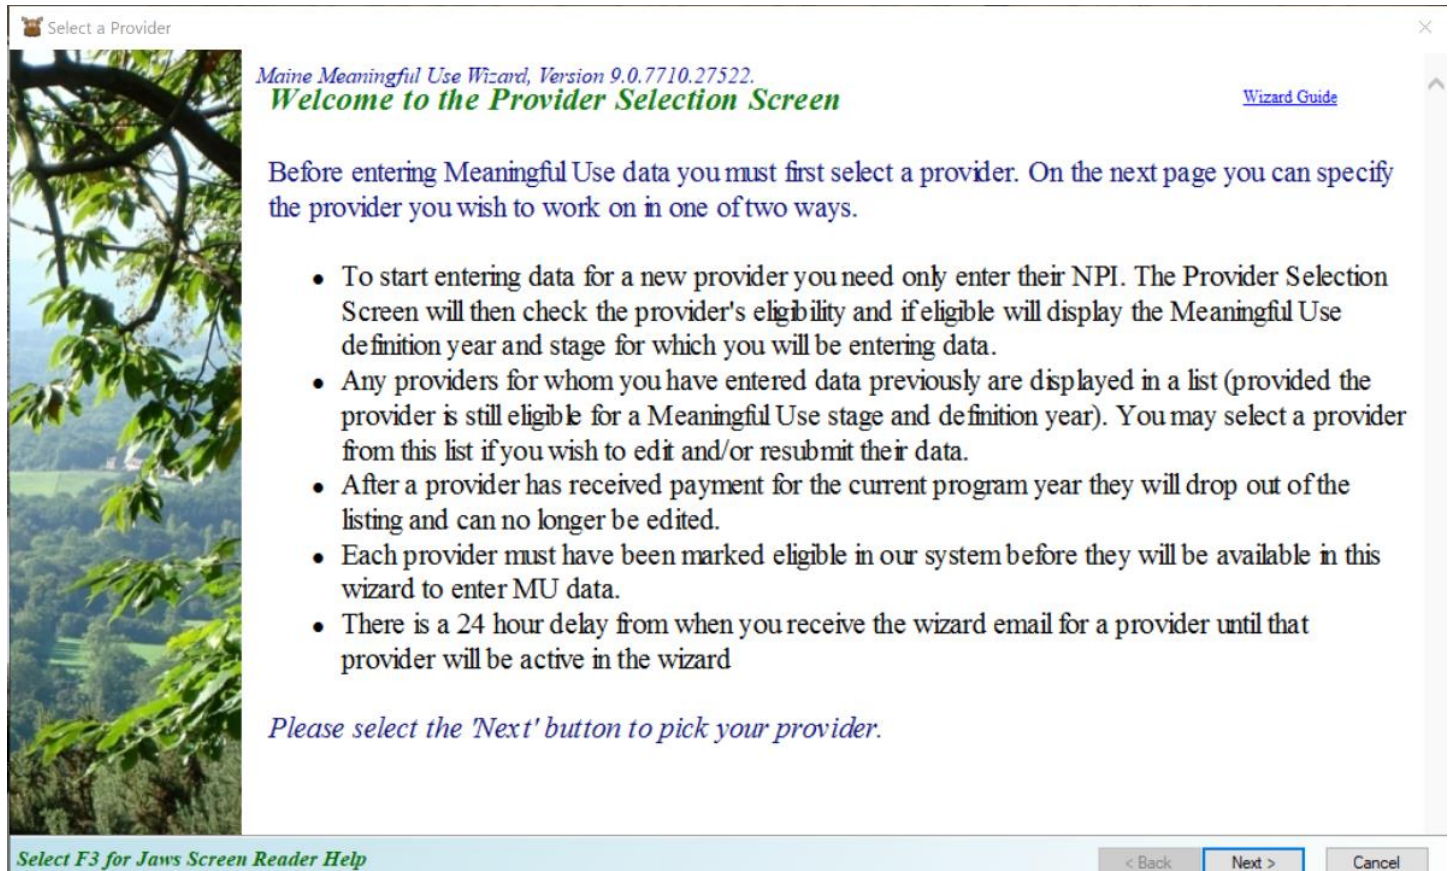 Select a Provider
Maine Meaningful Use Wizard, Version 9.0.7710.27522.
Welcome to the Provider Selection Screen
Wizard Guide
Before entering Meaningful Use data you must first select a provider. On the next page you can specify
the provider you wish to work on in one of two ways.
• To start entering data for a new provider you need only enter their NPI. The Provider Selection
Screen will then check the provider's eligibility and if eligible will display the Meaningful Use
definition year and stage for which you will be entering data.
• Any providers for whom you have entered data previously are displayed in a list (provided the
provider is still eligible for a Meaningful Use stage and definition year). You may select a provider
from this list if you wish to edit and/or resubmit their data.
• After a provider has received payment for the current program year they will drop out of the
listing and can no longer be edited.
• Each provider must have been marked eligible in our system before they will be available in this
wizard to enter MU data.
• There is a 24 hour delay from when you receive the wizard email for a provider until that
provider will be active in the wizard
Please select the 'Next' button to pick your provider.
Select F3 for Jaws Screen Reader Help
< Back
Next >
Cancel